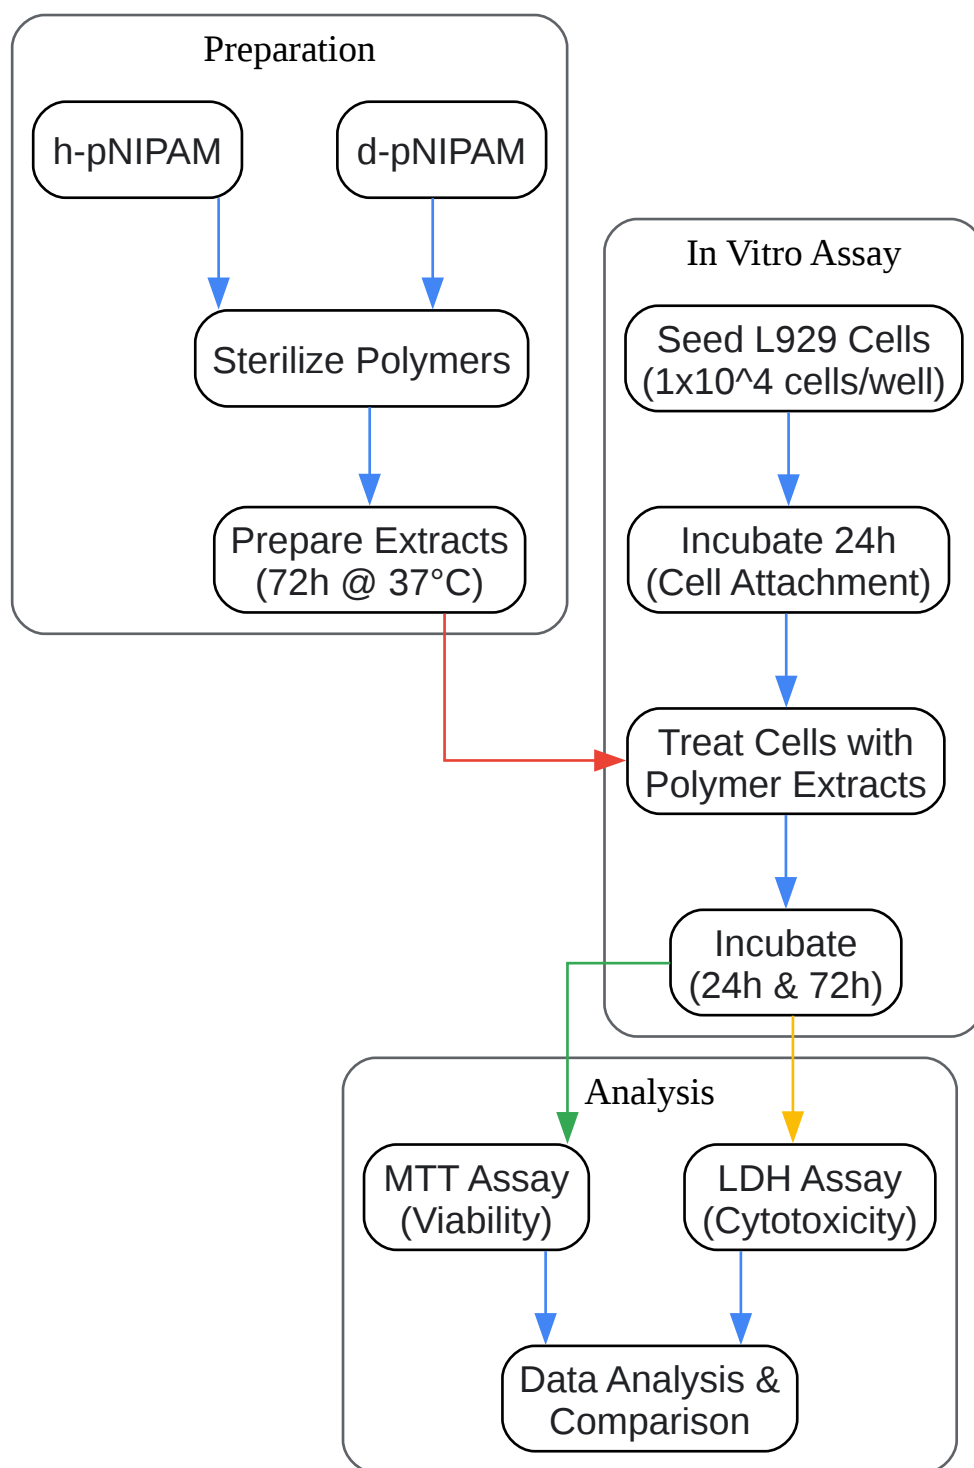 Preparation
h-pNIPAM
d-pNIPAM
Sterilize Polymers
Prepare Extracts
(72h @ 37°C)
In Vitro Assay
Seed L929 Cells
(1x10^4 cells/well)
Incubate 24h
(Cell Attachment)
Treat Cells with
Polymer Extracts
Incubate
(24h & 72h)
Analysis
MTT Assay
(Viability)
LDH Assay
(Cytotoxicity)
Data Analysis &
Comparison